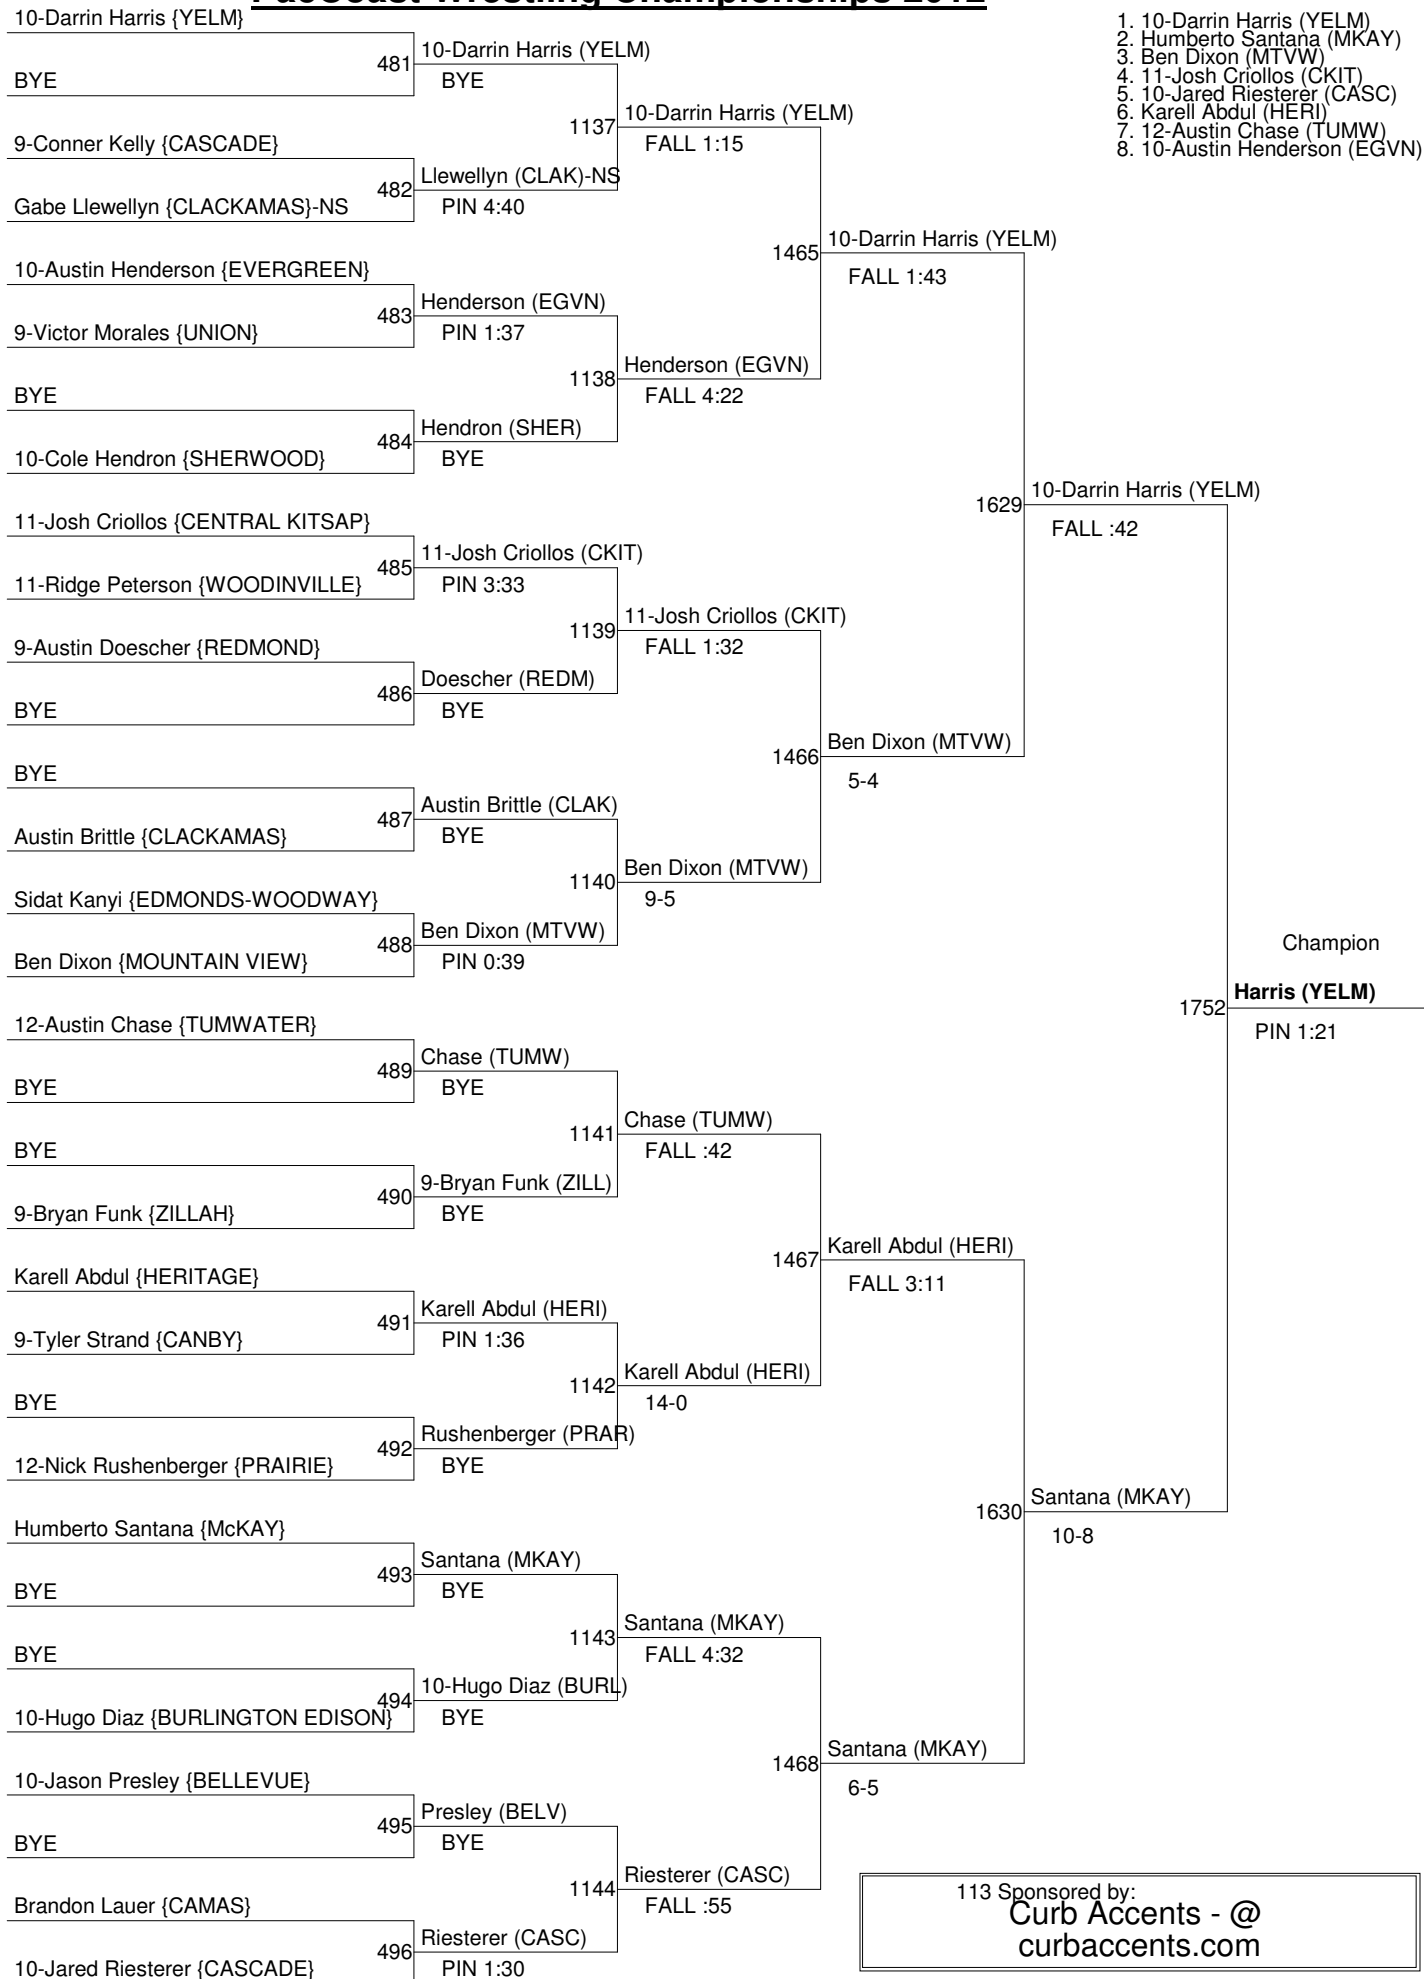 PacCoast Wrestling Championships 2012
1. 10-Darrin Harris (YELM)
2. Humberto Santana (MKAY)
3. Ben Dixon (MTVW)
4. 11-Josh Criollos (CKIT)
5. 10-Jared Riesterer (CASC)
6. Karell Abdul (HERI)
7. 12-Austin Chase (TUMW)
8. 10-Austin Henderson (EGVN)
10-Darrin Harris {YELM}
BYE
9-Conner Kelly {CASCADE}
Gabe Llewellyn {CLACKAMAS}-NS
10-Austin Henderson {EVERGREEN}
9-Victor Morales {UNION}
BYE
10-Cole Hendron {SHERWOOD}
11-Josh Criollos {CENTRAL KITSAP}
11-Ridge Peterson {WOODINVILLE}
9-Austin Doescher {REDMOND}
BYE
BYE
Austin Brittle {CLACKAMAS}
Sidat Kanyi {EDMONDS-WOODWAY}
Ben Dixon {MOUNTAIN VIEW}
12-Austin Chase {TUMWATER}
BYE
BYE
9-Bryan Funk {ZILLAH}
Karell Abdul {HERITAGE}
9-Tyler Strand {CANBY}
BYE
12-Nick Rushenberger {PRAIRIE}
Humberto Santana {McKAY}
BYE
BYE
10-Hugo Diaz {BURLINGTON EDISON}
10-Jason Presley {BELLEVUE}
BYE
Brandon Lauer {CAMAS}
10-Jared Riesterer {CASCADE}
481 10-Darrin Harris (YELM)
BYE
482 Llewellyn (CLAK)-NS
PIN 4:40
483 Henderson (EGVN)
PIN 1:37
484 Hendron (SHER)
BYE
485 11-Josh Criollos (CKIT)
PIN 3:33
486 Doescher (REDM)
BYE
487 Austin Brittle (CLAK)
BYE
488 Ben Dixon (MTVW)
PIN 0:39
489 Chase (TUMW)
BYE
490 9-Bryan Funk (ZILL)
BYE
491 Karell Abdul (HERI)
PIN 1:36
492 Rushenberger (PRAR)
BYE
493 Santana (MKAY)
BYE
494 10-Hugo Diaz (BURL)
BYE
495 Presley (BELV)
BYE
496 Riesterer (CASC)
PIN 1:30
1137 10-Darrin Harris (YELM)
FALL 1:15
1138 Henderson (EGVN)
FALL 4:22
1139 11-Josh Criollos (CKIT)
FALL 1:32
1140 Ben Dixon (MTVW)
9-5
1141 Chase (TUMW)
FALL :42
1142 Karell Abdul (HERI)
14-0
1143 Santana (MKAY)
FALL 4:32
1144 Riesterer (CASC)
FALL :55
1465 10-Darrin Harris (YELM)
FALL 1:43
1466 Ben Dixon (MTVW)
5-4
1467 Karell Abdul (HERI)
FALL 3:11
1468 Santana (MKAY)
6-5
1629 10-Darrin Harris (YELM)
FALL :42
1630 Santana (MKAY)
10-8
Champion
1752 Harris (YELM)
PIN 1:21
113 Sponsored by:
Curb Accents - @
curbaccents.com